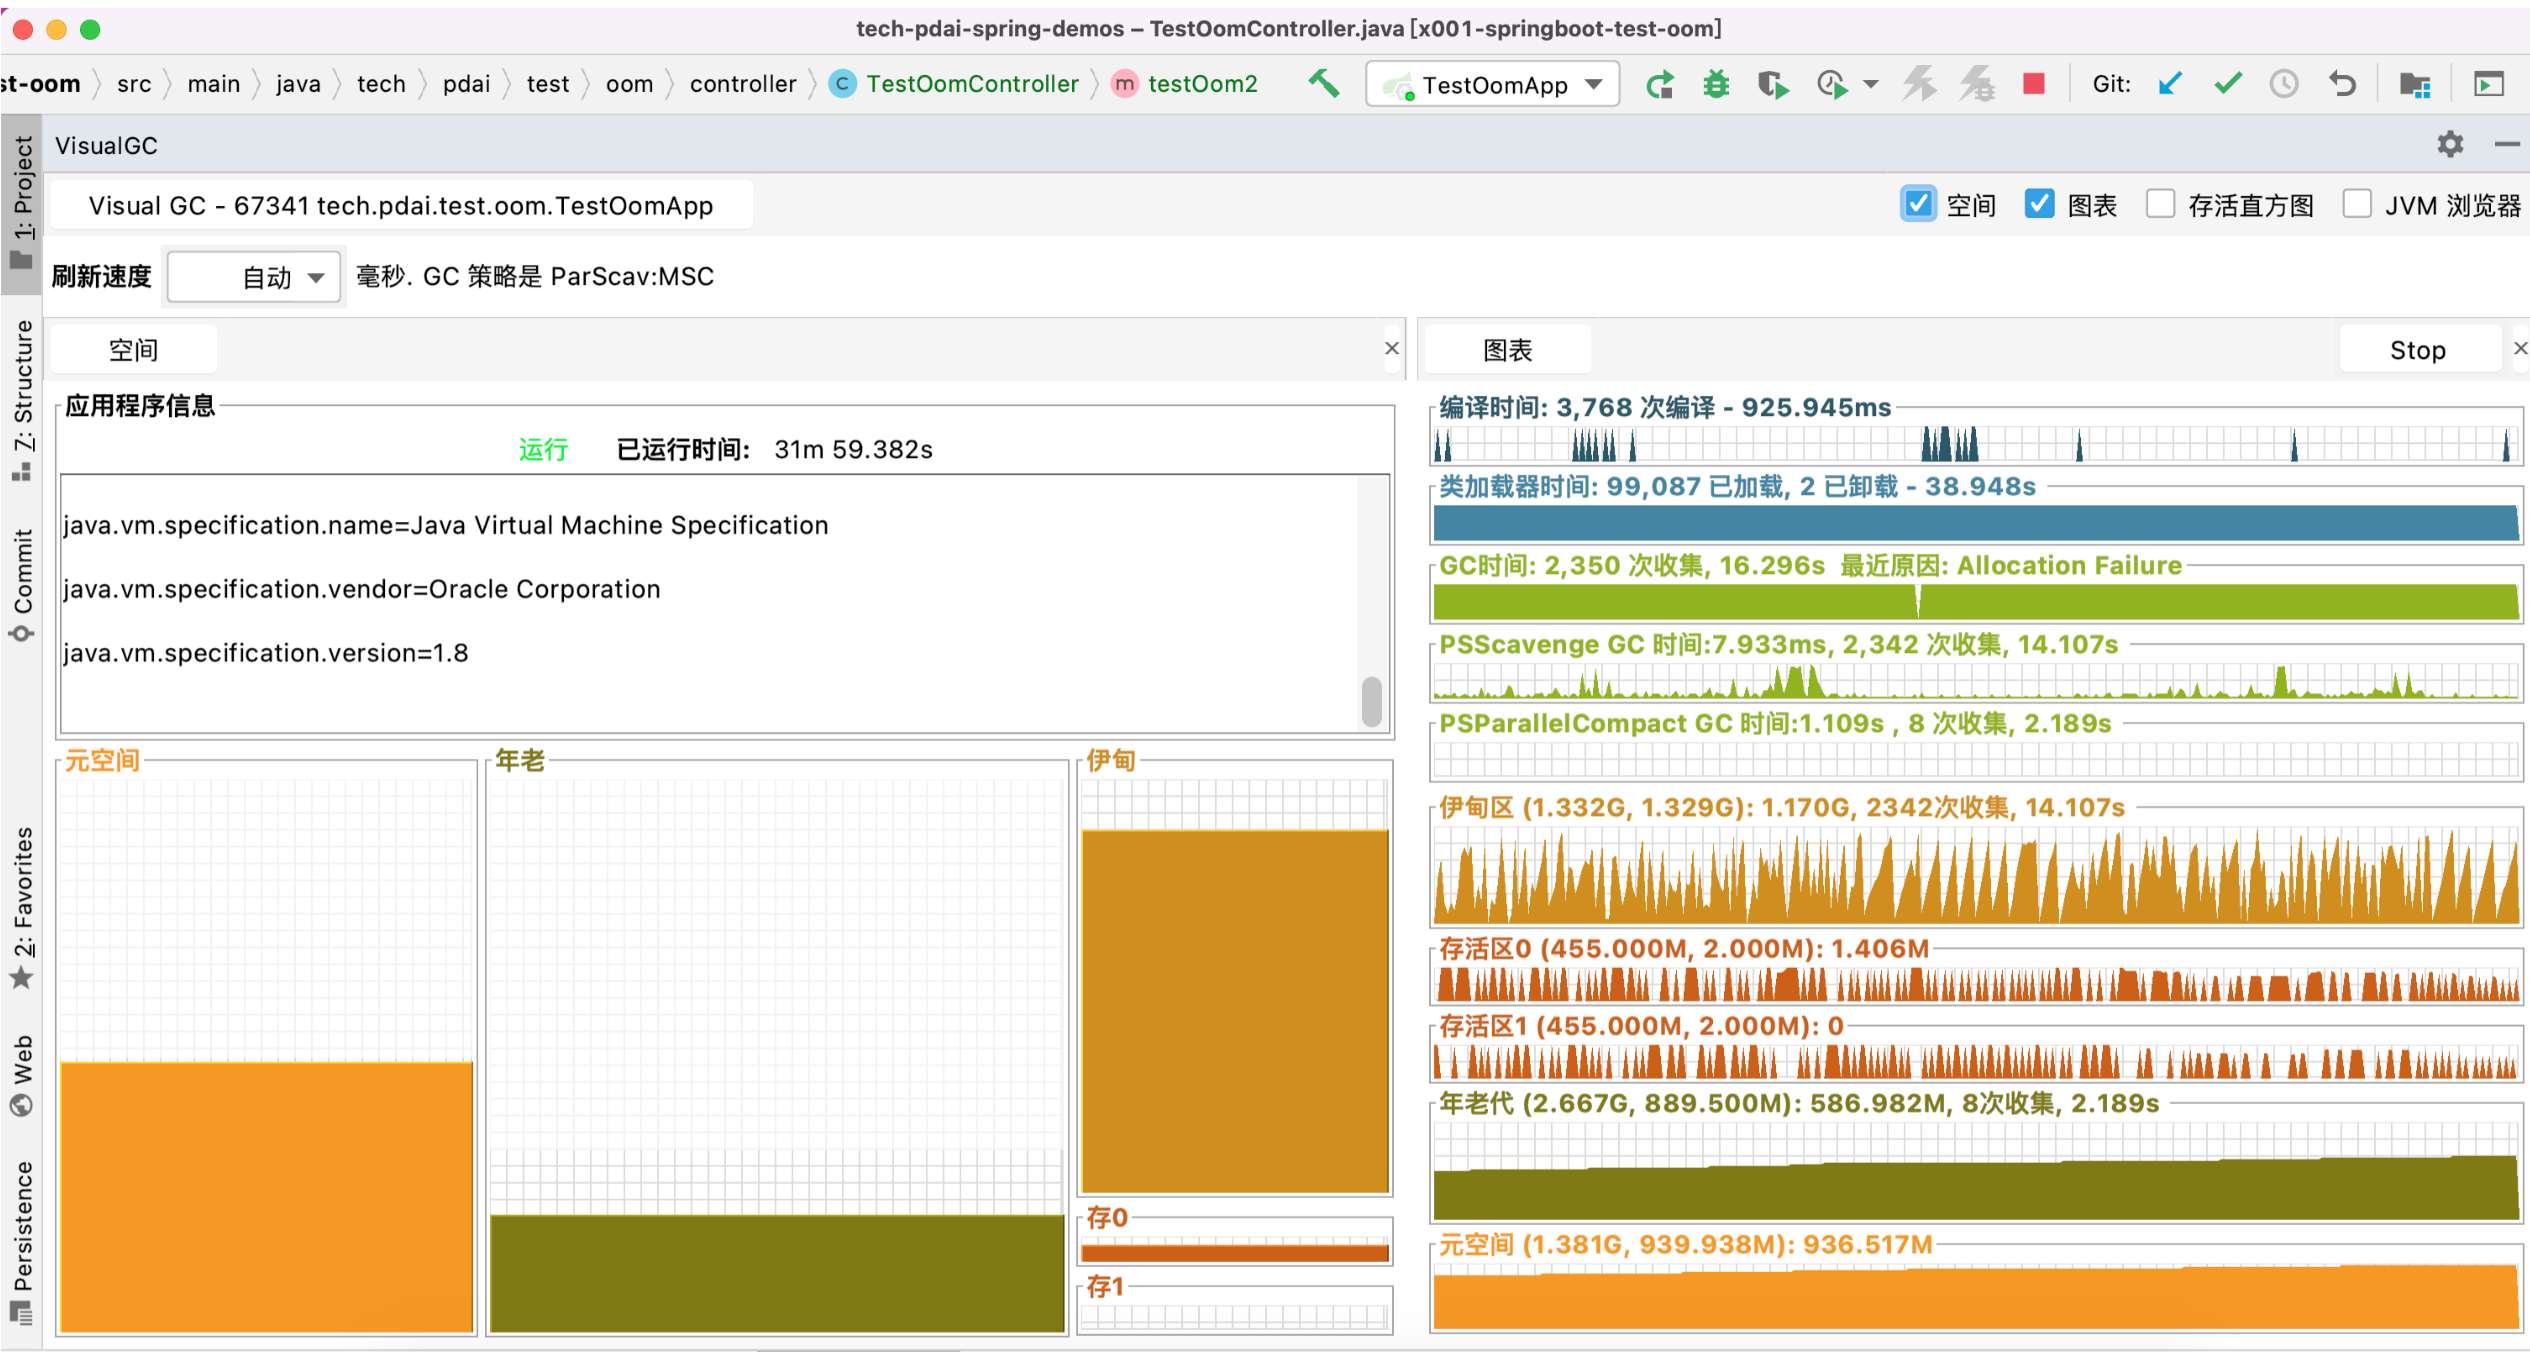 tech-pdai-spring-demos – TestOomController.java [x001-springboot-test-oom]
st-oom src main java tech pdai test oom controller C TestOomController m testOom2 TestOomApp Git:
1: Project
7: Structure
Commit
2: Favorites
Web
Persistence
VisualGC
Visual GC - 67341 tech.pdai.test.oom.TestOomApp
空间 图表 存活直方图 JVM 浏览器
刷新速度 自动 毫秒. GC 策略是 ParScav:MSC
空间
应用程序信息
运行 已运行时间: 31m 59.382s
java.vm.specification.name=Java Virtual Machine Specification
java.vm.specification.vendor=Oracle Corporation
java.vm.specification.version=1.8
元空间
年老
伊甸
存0
存1
图表 Stop
编译时间: 3,768 次编译 - 925.945ms
类加载器时间: 99,087 已加载, 2 已卸载 - 38.948s
GC时间: 2,350 次收集, 16.296s 最近原因: Allocation Failure
PSScavenge GC 时间:7.933ms, 2,342 次收集, 14.107s
PSParallelCompact GC 时间:1.109s , 8 次收集, 2.189s
伊甸区 (1.332G, 1.329G): 1.170G, 2342次收集, 14.107s
存活区0 (455.000M, 2.000M): 1.406M
存活区1 (455.000M, 2.000M): 0
年老代 (2.667G, 889.500M): 586.982M, 8次收集, 2.189s
元空间 (1.381G, 939.938M): 936.517M